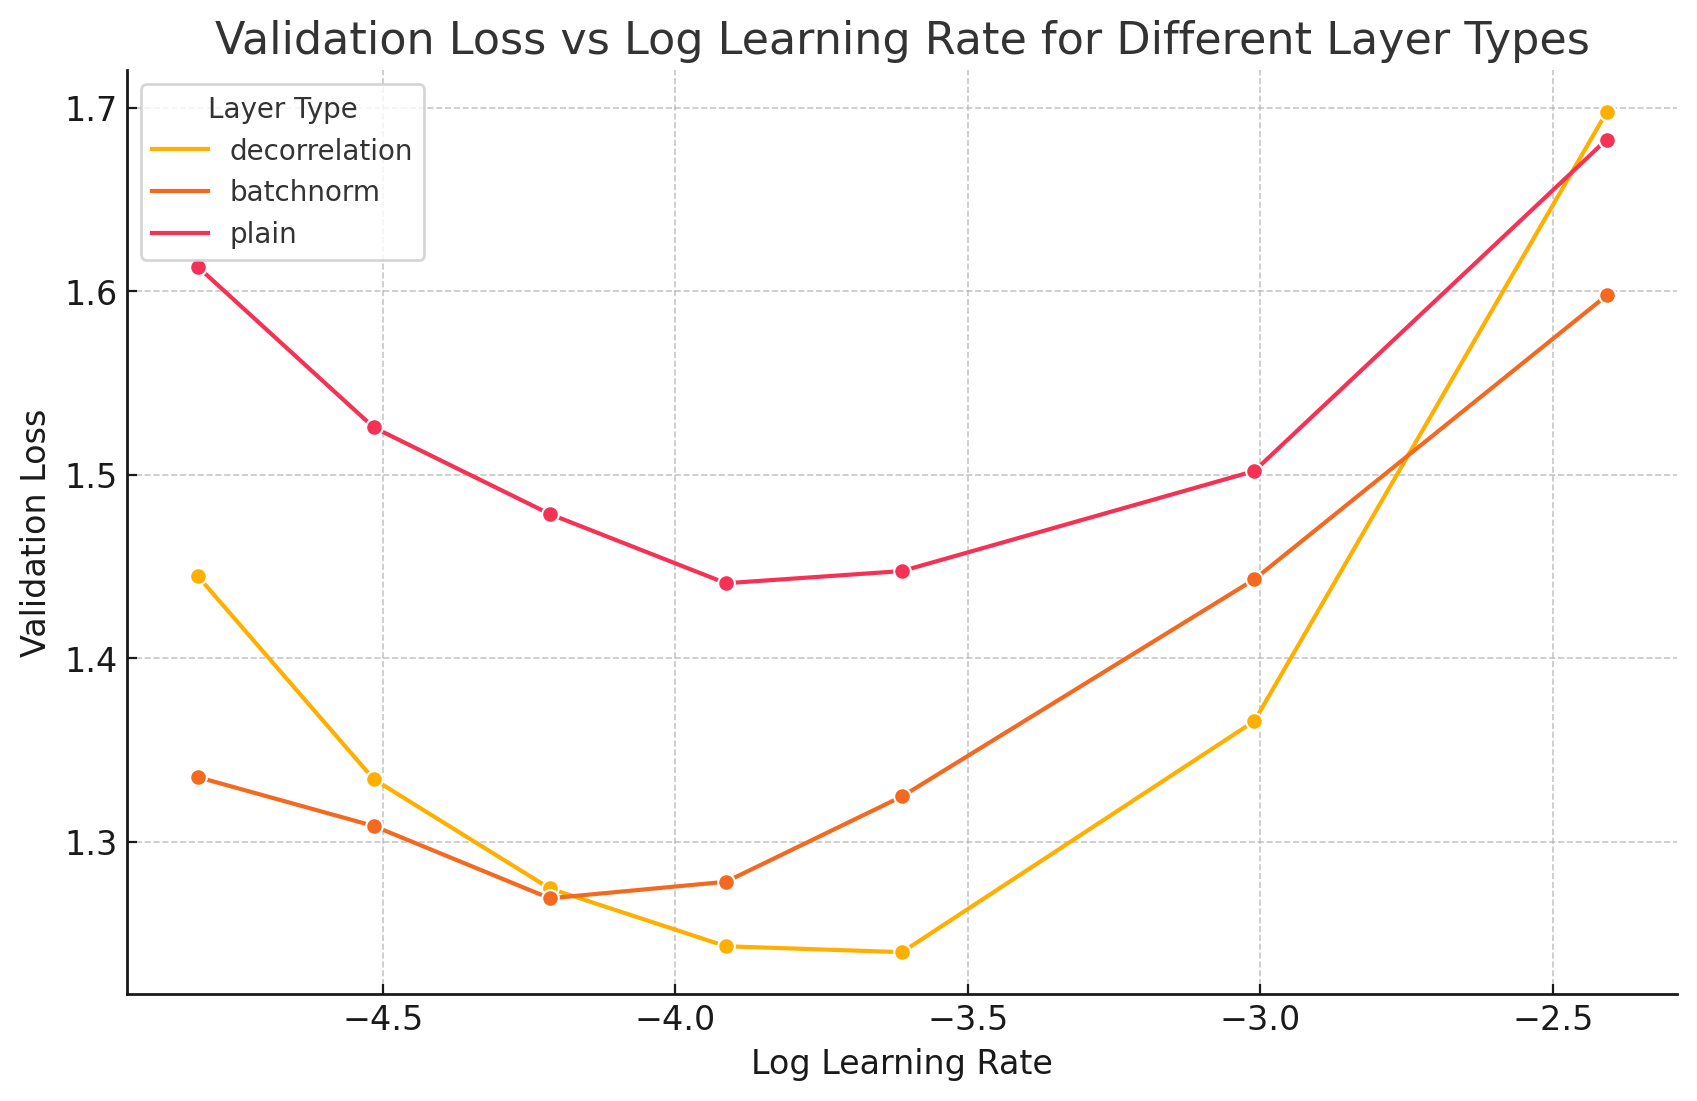 Validation Loss vs Log Learning Rate for Different Layer Types
Layer Type
decorrelation
batchnorm
plain
Validation Loss
1.7
1.6
1.5
1.4
1.3
−4.5
−4.0
−3.5
−3.0
−2.5
Log Learning Rate